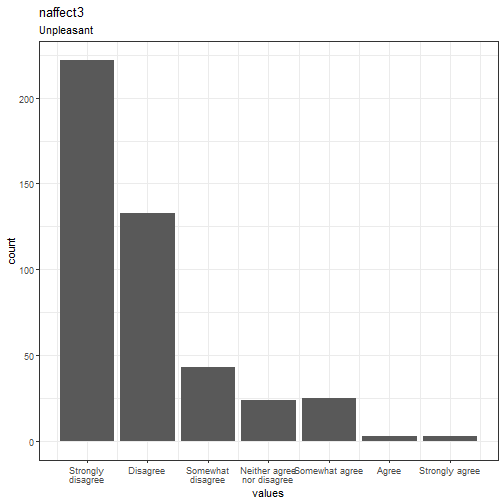 naffect3
Unpleasant
count
200
150
100
50
0
Strongly disagree
Disagree
Somewhat disagree
Neither agree nor disagree
Somewhat agree
Agree
Strongly agree
values